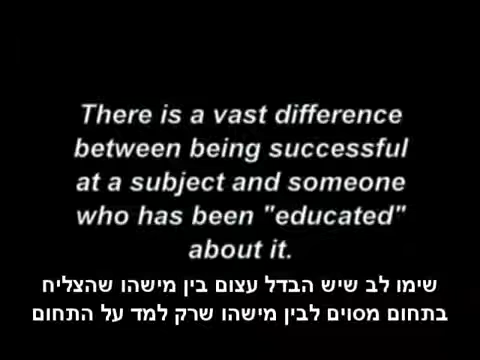 There is a vast difference
between being successful
at a subject and someone
who has been "educated"
about it.
שימו לב שיש הבדל עצום בין מישהו שהצליח
בתחום מסוים לבין מישהו שרק למד על התחום